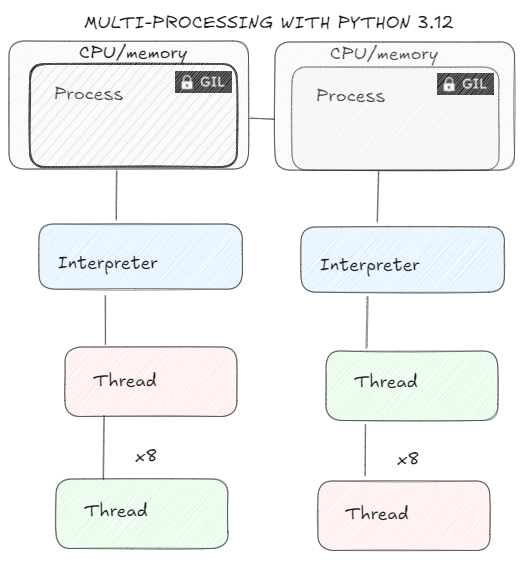 MULTI-PROCESSING WITH PYTHON 3.12
CPU/memory
GIL
Process
Interpreter
Thread
x8
Thread
CPU/memory
GIL
Process
Interpreter
Thread
x8
Thread